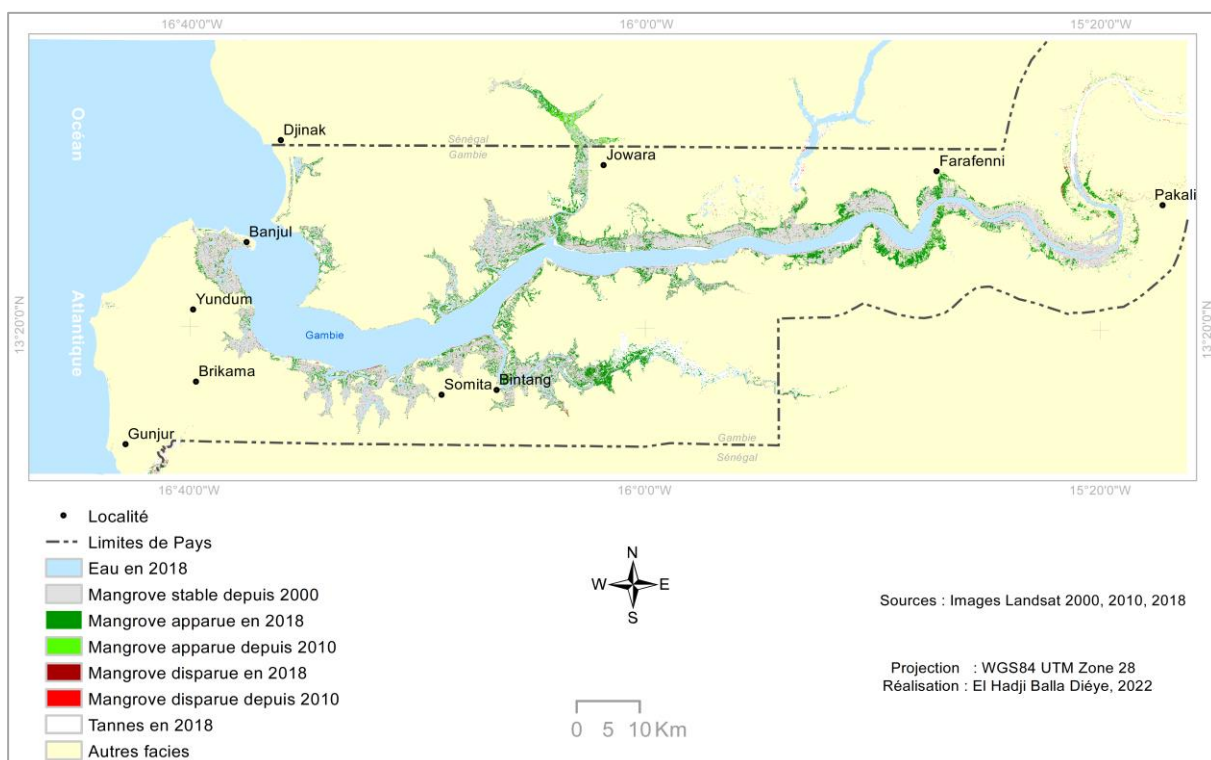 16°40'0"W
16°0'0"W
15°20'0"W
Océan
Djinak
Sénégal
Gambie
Jowara
Farafenni
Pakali
Banjul
Atlantique
Yundum
Gambie
13°20'0"N
13°20'0"N
Brikama
Somita
Bintang
Gunjur
Gambie
Sénégal
16°40'0"W
16°0'0"W
15°20'0"W
Localité
Limites de Pays
Eau en 2018
Mangrove stable depuis 2000
Mangrove apparue en 2018
Mangrove apparue depuis 2010
Mangrove disparue en 2018
Mangrove disparue depuis 2010
Tannes en 2018
Autres facies
N
W E
S
0 5 10 Km
Sources : Images Landsat 2000, 2010, 2018
Projection : WGS84 UTM Zone 28
Réalisation : El Hadji Balla Diéye, 2022